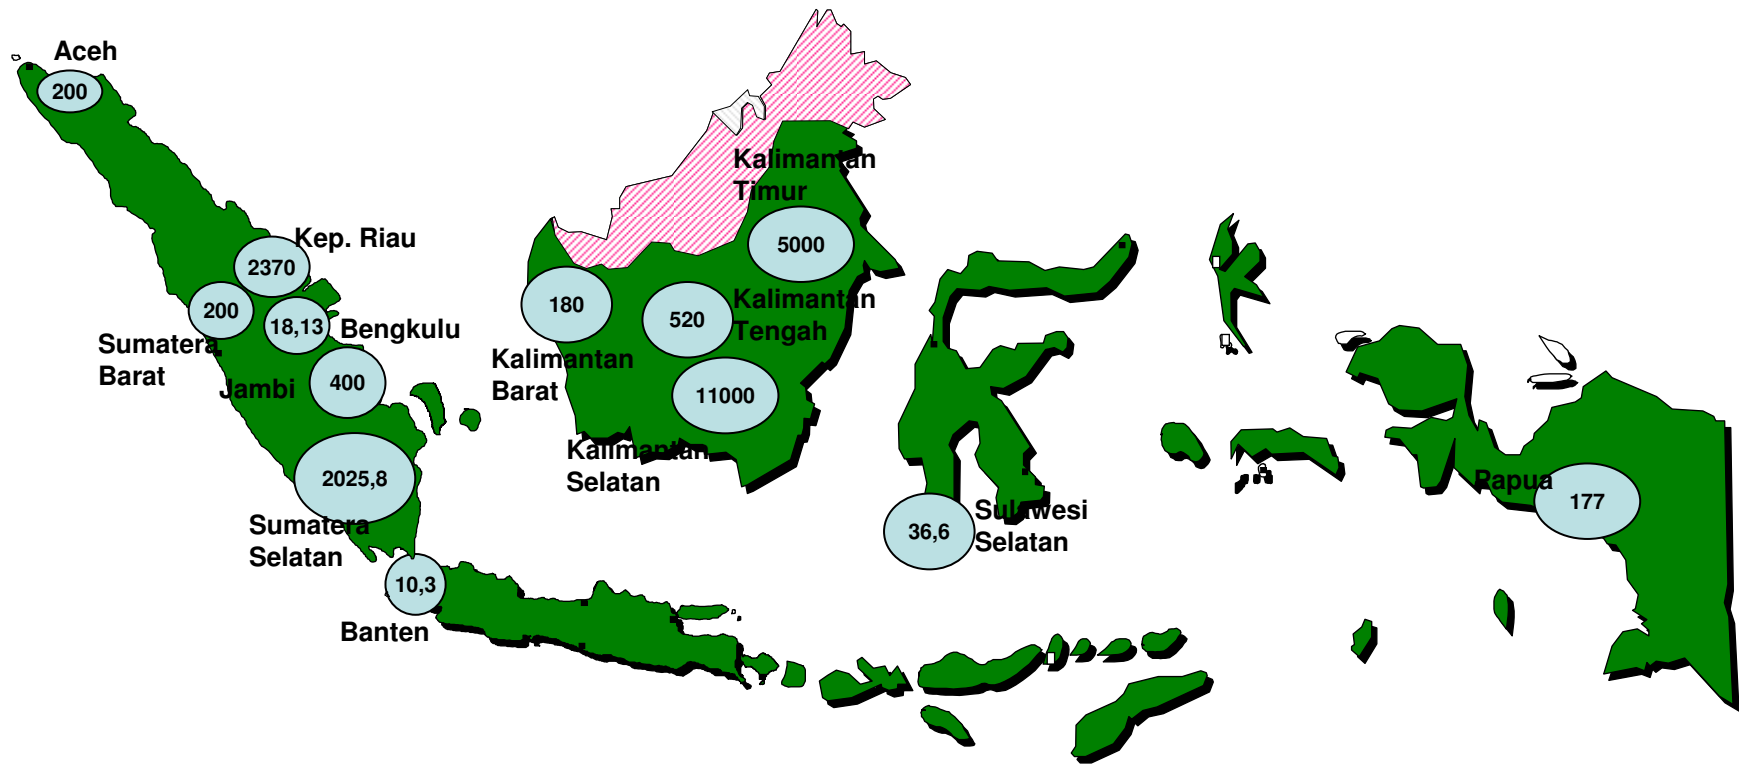 Aceh
200
Kep. Riau
2370
200
18,13
Bengkulu
Sumatera
Barat
Jambi
400
2025,8
Sumatera
Selatan
10,3
Banten
Kalimantan
Timur
5000
180
520
Kalimantan
Tengah
Kalimantan
Barat
11000
Kalimantan
Selatan
36,6
Sulawesi
Selatan
Papua
177